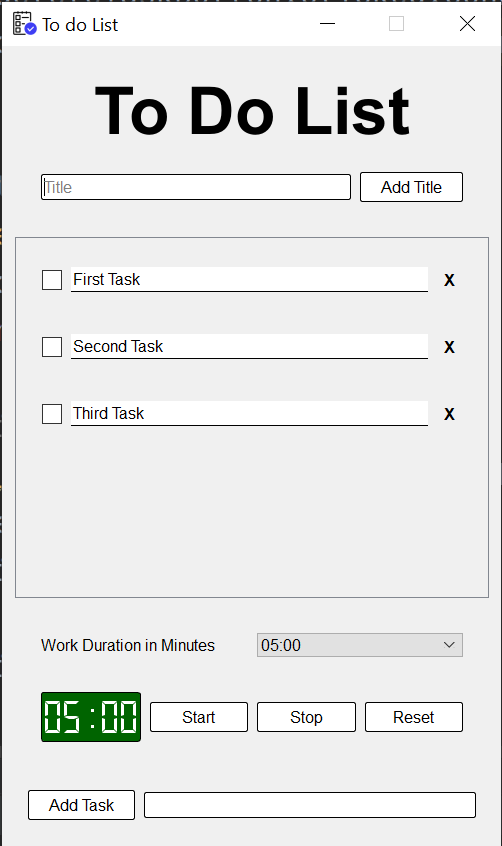 To do List
To Do List
Title
Add Title
First Task X
Second Task X
Third Task X
Work Duration in Minutes 05:00
05:00 Start Stop Reset
Add Task